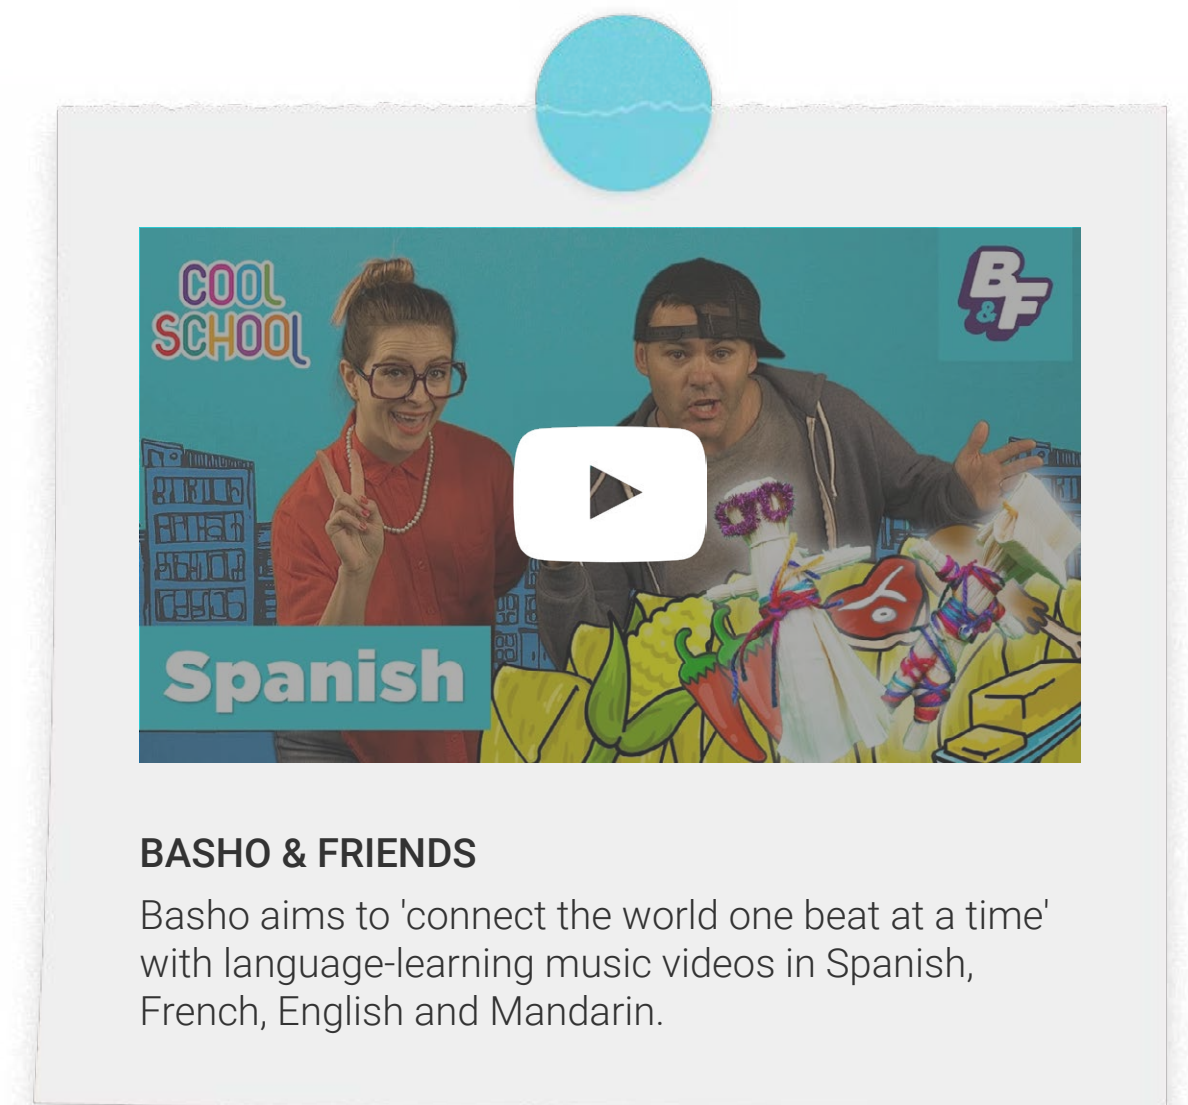 COOL
SCHOOL
B
&F
Spanish
BASHO & FRIENDS
Basho aims to 'connect the world one beat at a time'
with language-learning music videos in Spanish,
French, English and Mandarin.